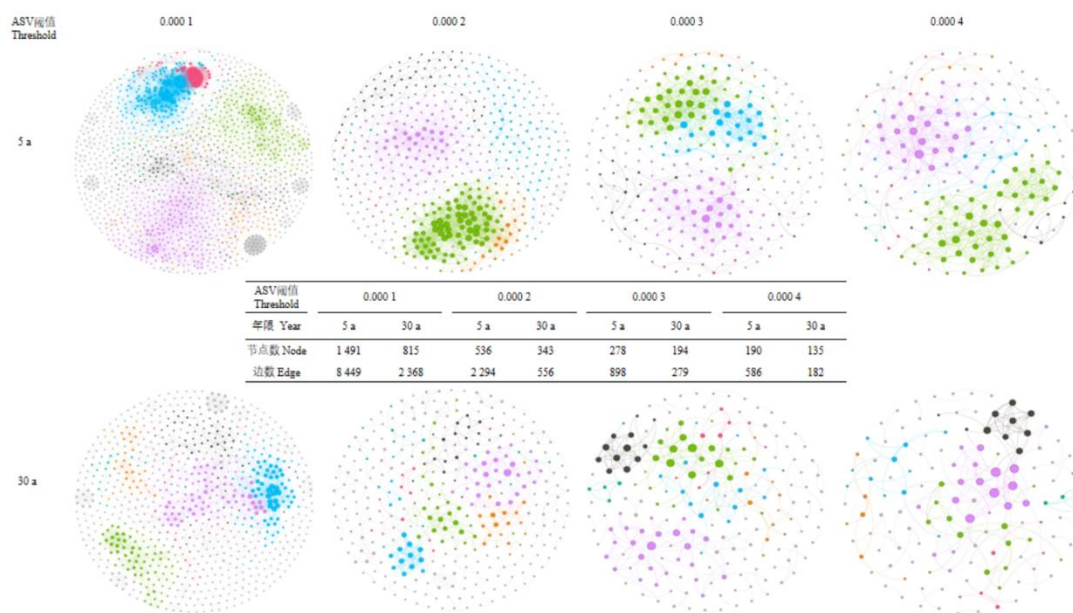 ASV阈值 0.000 1 0.000 2 0.000 3 0.000 4
Threshold
5 a
ASV阈值 0.000 1 0.000 2 0.000 3 0.000 4
Threshold
年限 Year 5 a 30 a 5 a 30 a 5 a 30 a 5 a 30 a
节点数 Node 1 491 815 536 343 278 194 190 135
边数 Edge 8 449 2 368 2 294 556 898 279 586 182
30 a